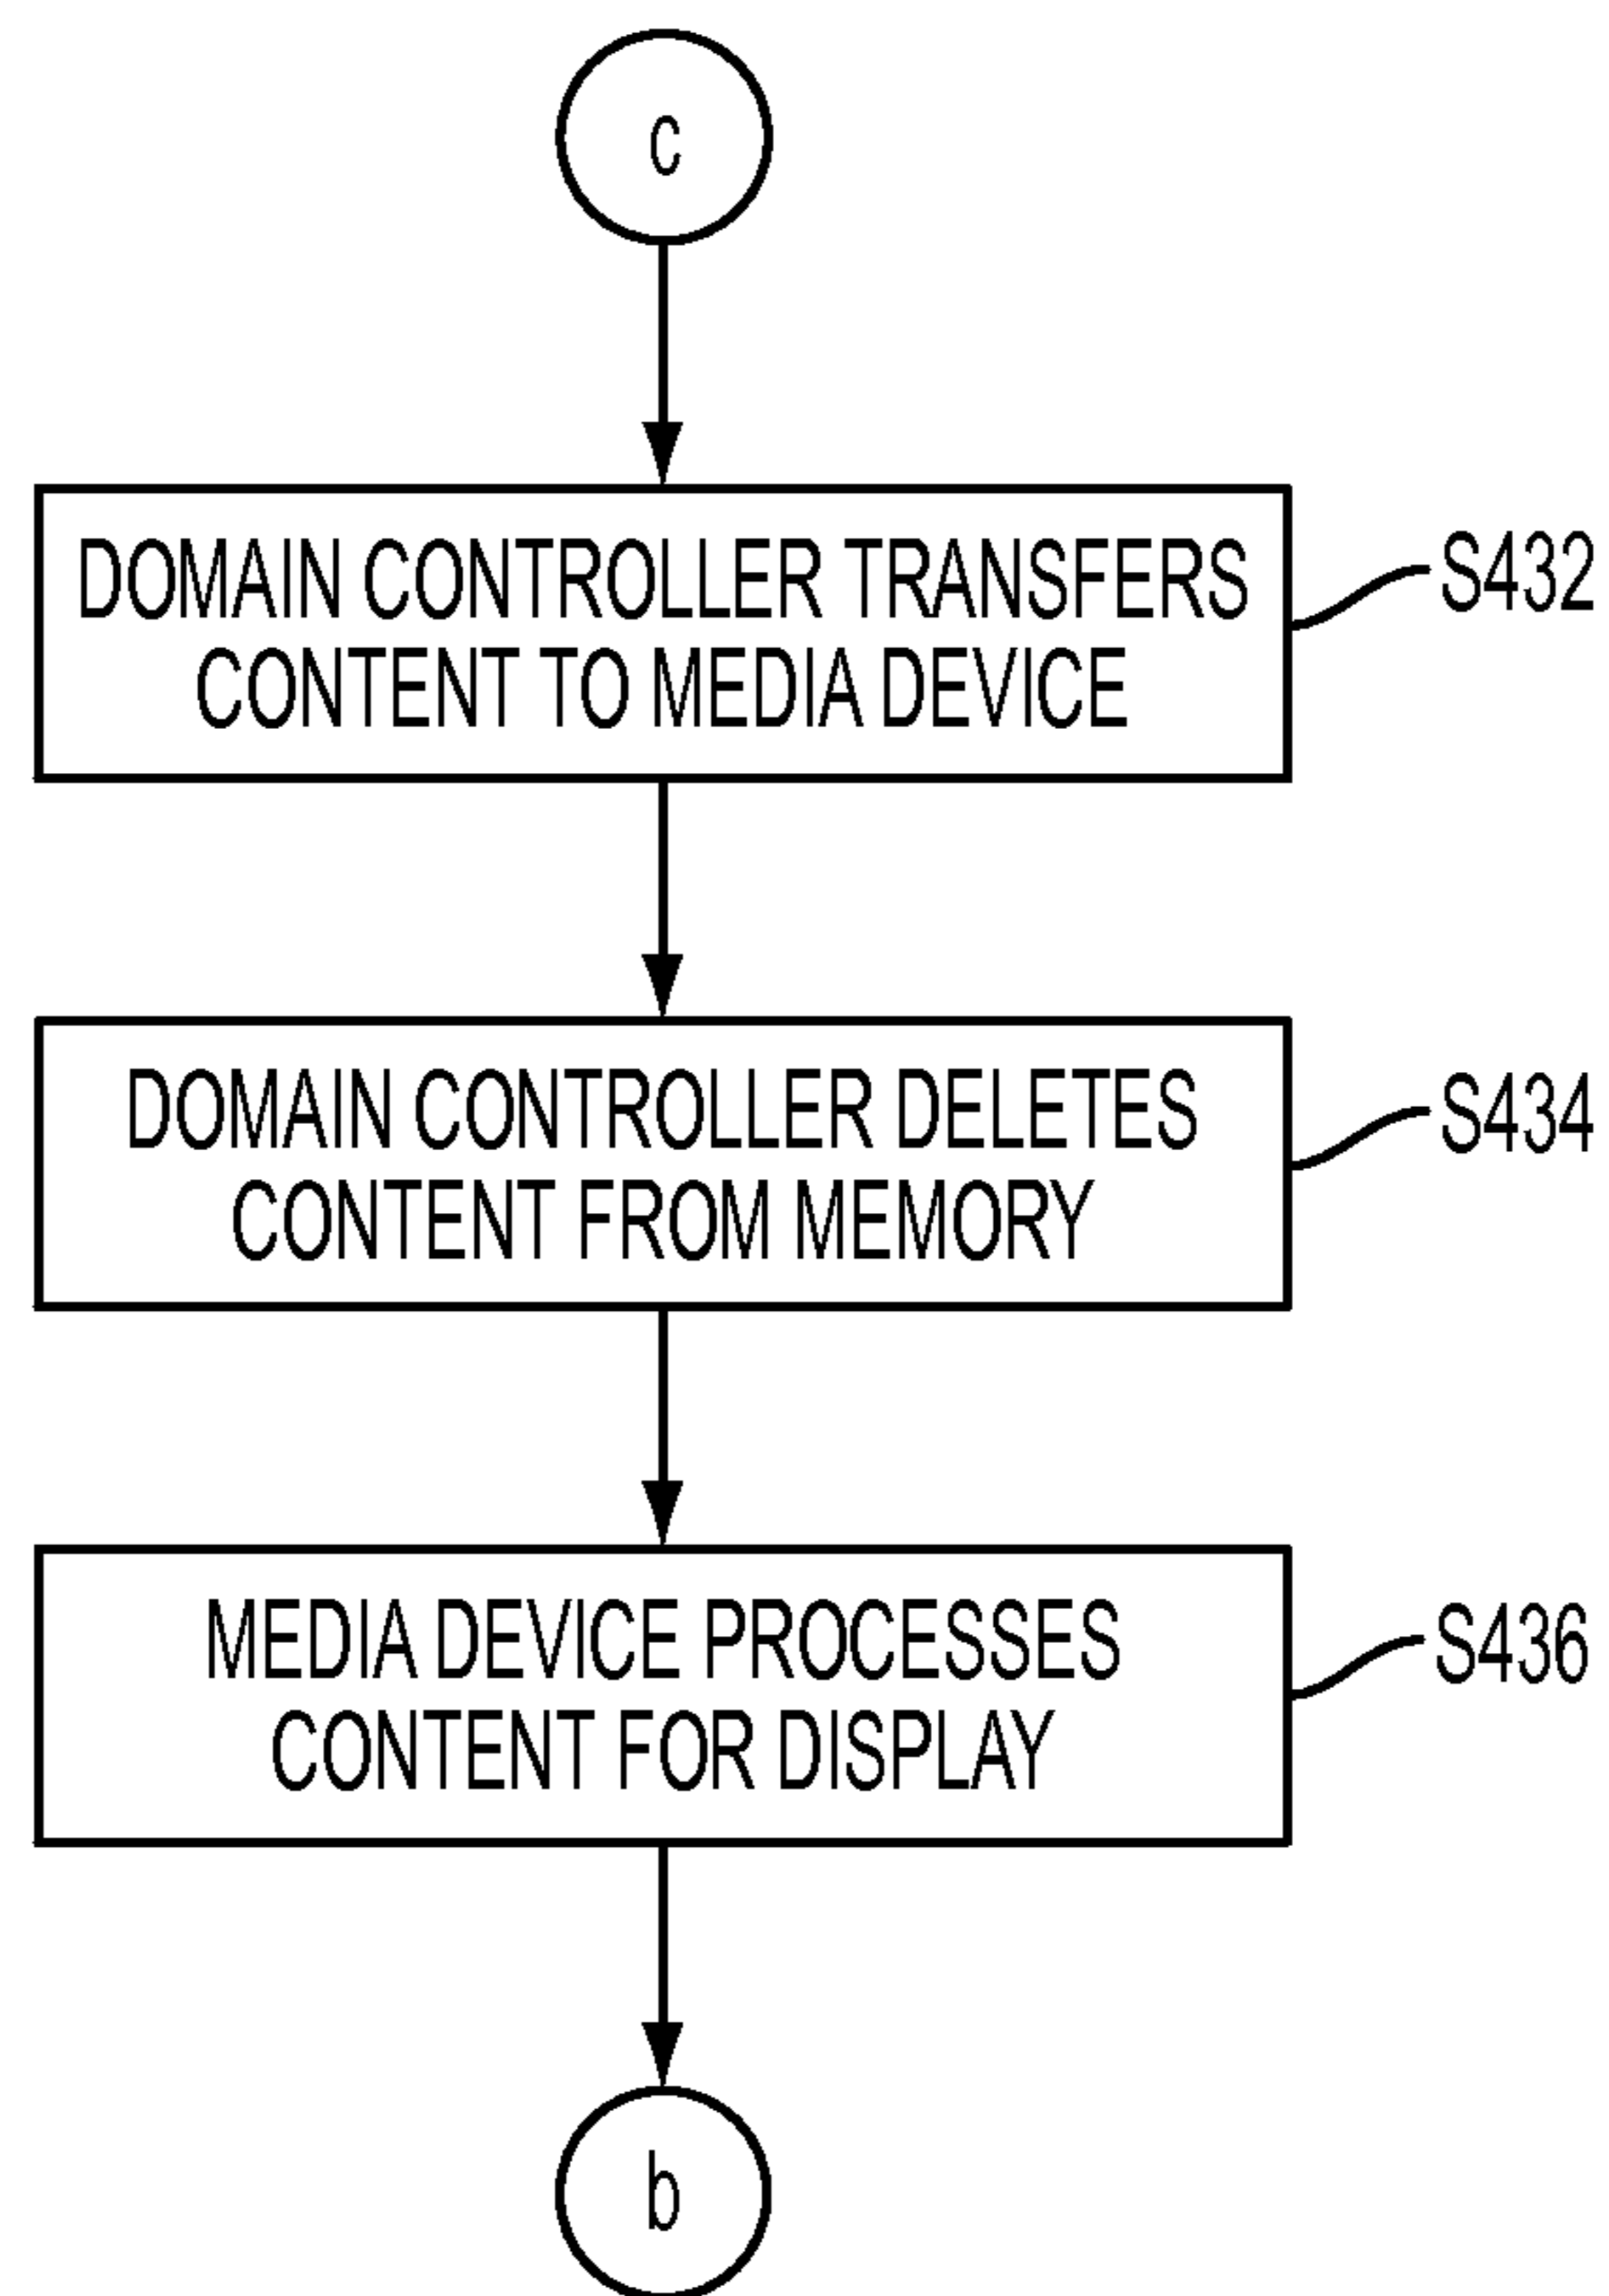 c
DOMAIN CONTROLLER TRANSFERS
CONTENT TO MEDIA DEVICE
S432
DOMAIN CONTROLLER DELETES
CONTENT FROM MEMORY
S434
MEDIA DEVICE PROCESSES
CONTENT FOR DISPLAY
S436
b